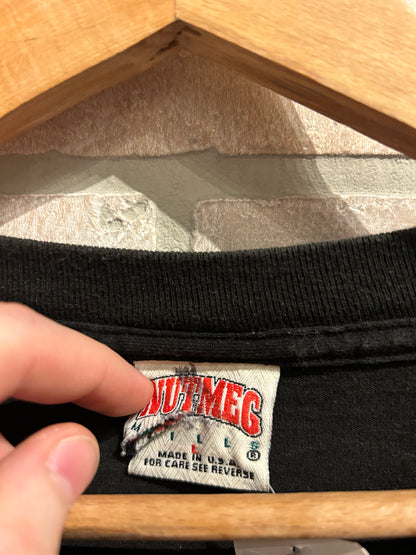 NUTMEG
MILLS ®
L
MADE IN U.S.A.
FOR CARE SEE REVERSE